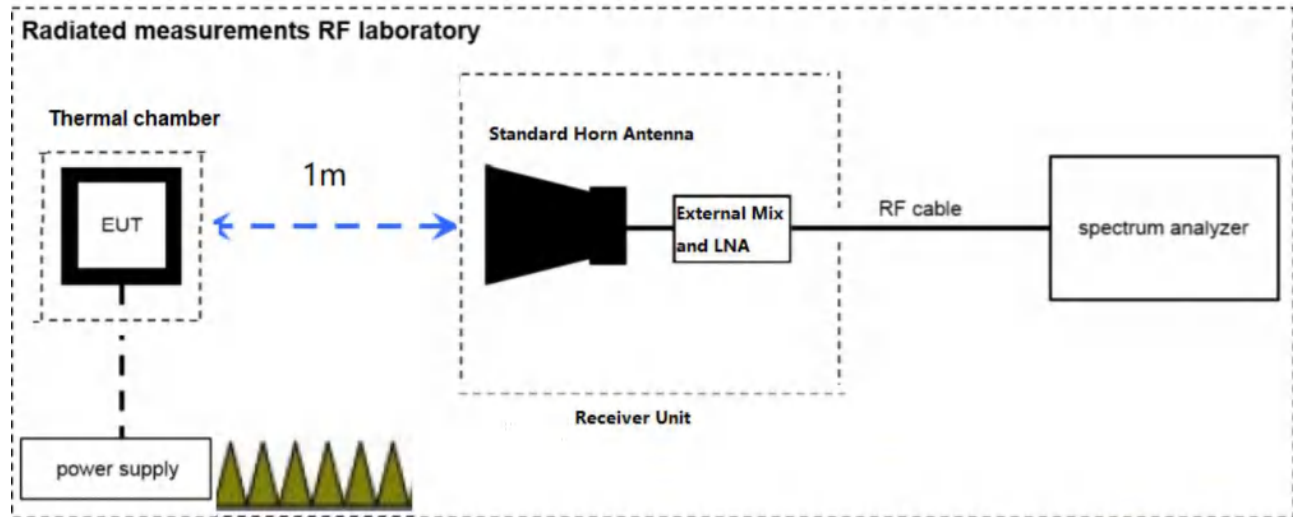 Radiated measurements RF laboratory
Thermal chamber
EUT
1m
Standard Horn Antenna
External Mix
and LNA
RF cable
spectrum analyzer
Receiver Unit
power supply